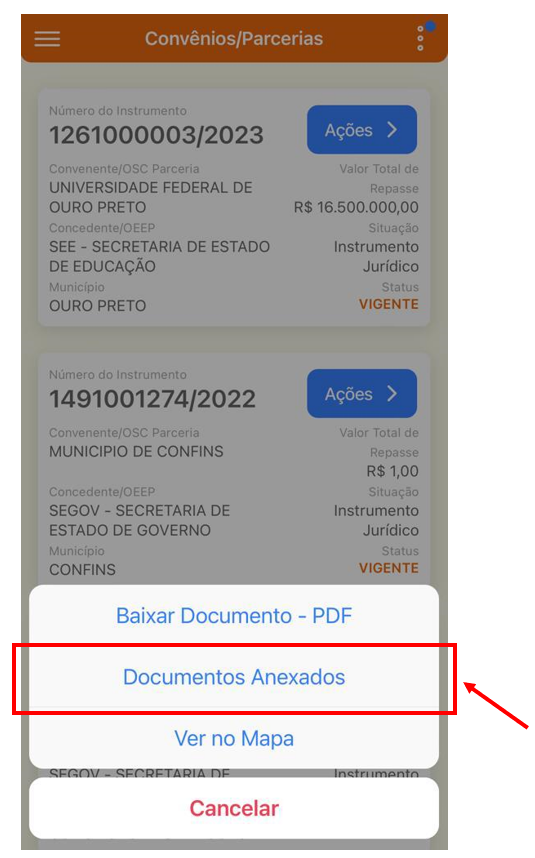 Convênios/Parcerias
Número do Instrumento
1261000003/2023
Ações
Convenente/OSC Parceria
UNIVERSIDADE FEDERAL DE
OURO PRETO
Valor Total de
Repasse
R$ 16.500.000,00
Concedente/OEEP
SEE - SECRETARIA DE ESTADO
DE EDUCAÇÃO
Situação
Instrumento
Jurídico
Município
OURO PRETO
Status
VIGENTE
Número do Instrumento
1491001274/2022
Ações
Convenente/OSC Parceria
MUNICIPIO DE CONFINS
Valor Total de
Repasse
R$ 1,00
Concedente/OEEP
SEGOV - SECRETARIA DE
ESTADO DE GOVERNO
Situação
Instrumento
Jurídico
Município
CONFINS
Status
VIGENTE
Baixar Documento - PDF
Documentos Anexados
Ver no Mapa
SEGOV - SECRETARIA DE
Instrumento
Cancelar